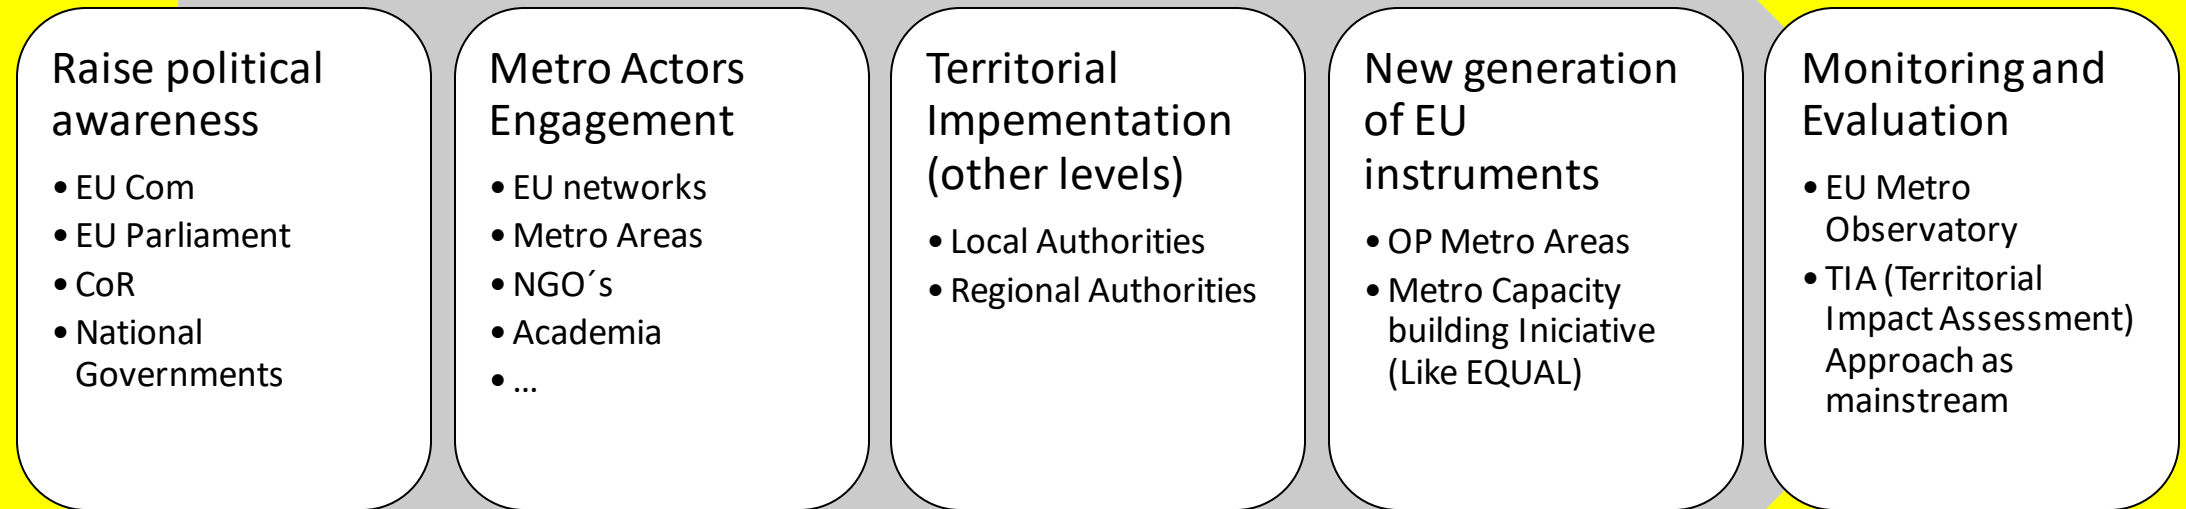 Raise political
awareness
• EU Com
• EU Parliament
• CoR
• National
Governments
Metro Actors
Engagement
• EU networks
• Metro Areas
• NGO´s
• Academia
• ...
Territorial
Impementation
(other levels)
• Local Authorities
• Regional Authorities
New generation
of EU
instruments
• OP Metro Areas
• Metro Capacity
building Iniciative
(Like EQUAL)
Monitoring and
Evaluation
• EU Metro
Observatory
• TIA (Territorial
Impact Assessment)
Approach as
mainstream